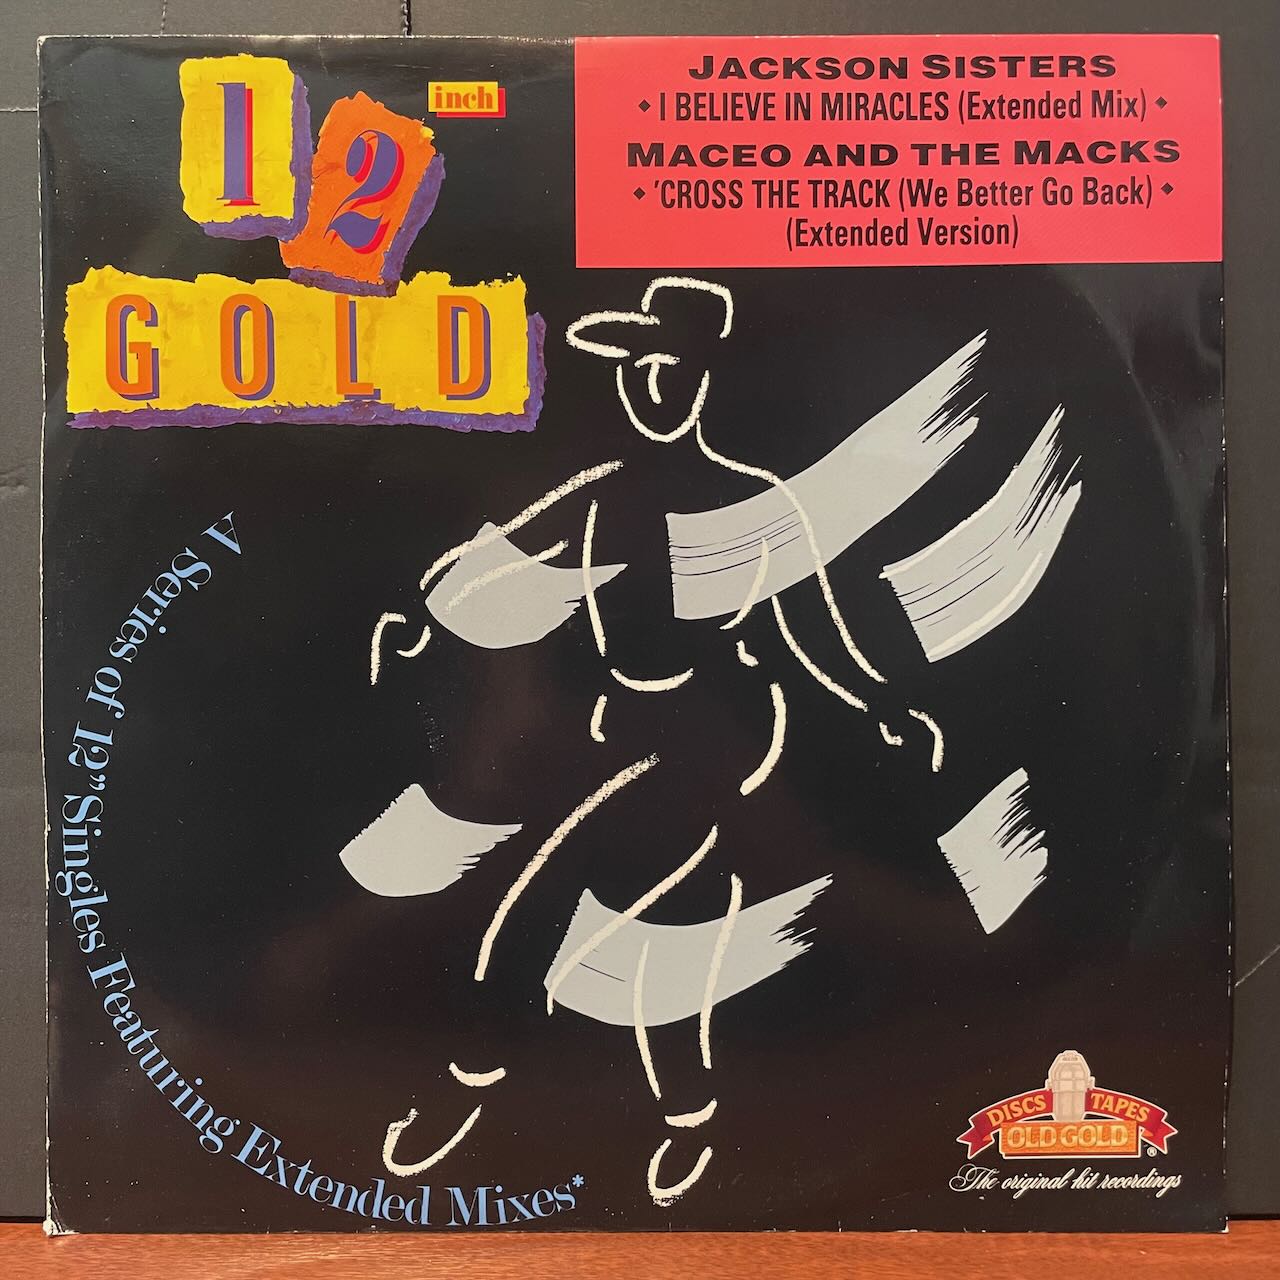 12 inch
GOLD
JACKSON SISTERS
◆ I BELIEVE IN MIRACLES (Extended Mix) ◆
MACEO AND THE MACKS
◆ 'CROSS THE TRACK (We Better Go Back) ◆
(Extended Version)
A Series of 12" Singles Featuring Extended Mixes*
DISCS TAPES
OLD GOLD ®
The original hit recordings